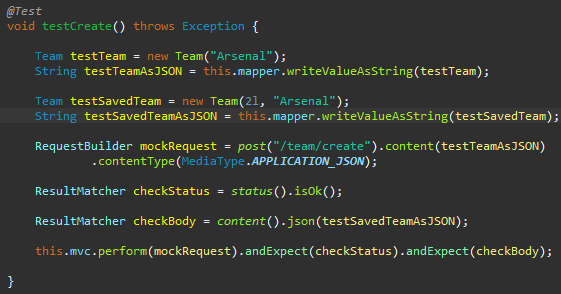 @Test
void testCreate() throws Exception {
Team testTeam = new Team("Arsenal");
String testTeamAsJSON = this.mapper.writeValueAsString(testTeam);
Team testSavedTeam = new Team(2l, "Arsenal");
String testSavedTeamAsJSON = this.mapper.writeValueAsString(testSavedTeam);
RequestBuilder mockRequest = post("/team/create").content(testTeamAsJSON)
.contentType(MediaType.APPLICATION_JSON);
ResultMatcher checkStatus = status().isOk();
ResultMatcher checkBody = content().json(testSavedTeamAsJSON);
this.mvc.perform(mockRequest).andExpect(checkStatus).andExpect(checkBody);
}